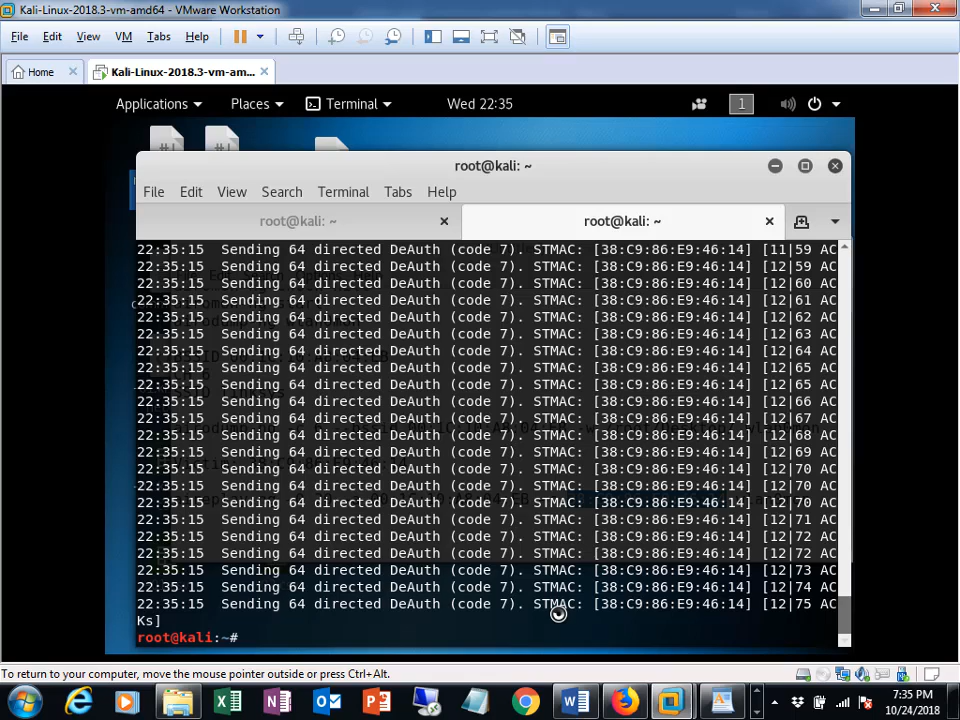 Kali-Linux-2018.3-vm-amd64 - VMware Workstation
File Edit View VM Tabs Help
Home Kali-Linux-2018.3-vm-am...
Applications Places Terminal Wed 22:35 1
root@kali: ~
File Edit View Search Terminal Tabs Help
root@kali: ~ root@kali: ~
22:35:15 Sending 64 directed DeAuth (code 7). STMAC: [38:C9:86:E9:46:14] [11|59 AC
22:35:15 Sending 64 directed DeAuth (code 7). STMAC: [38:C9:86:E9:46:14] [12|59 AC
22:35:15 Sending 64 directed DeAuth (code 7). STMAC: [38:C9:86:E9:46:14] [12|60 AC
22:35:15 Sending 64 directed DeAuth (code 7). STMAC: [38:C9:86:E9:46:14] [12|61 AC
22:35:15 Sending 64 directed DeAuth (code 7). STMAC: [38:C9:86:E9:46:14] [12|62 AC
22:35:15 Sending 64 directed DeAuth (code 7). STMAC: [38:C9:86:E9:46:14] [12|63 AC
22:35:15 Sending 64 directed DeAuth (code 7). STMAC: [38:C9:86:E9:46:14] [12|64 AC
22:35:15 Sending 64 directed DeAuth (code 7). STMAC: [38:C9:86:E9:46:14] [12|65 AC
22:35:15 Sending 64 directed DeAuth (code 7). STMAC: [38:C9:86:E9:46:14] [12|65 AC
22:35:15 Sending 64 directed DeAuth (code 7). STMAC: [38:C9:86:E9:46:14] [12|66 AC
22:35:15 Sending 64 directed DeAuth (code 7). STMAC: [38:C9:86:E9:46:14] [12|67 AC
22:35:15 Sending 64 directed DeAuth (code 7). STMAC: [38:C9:86:E9:46:14] [12|68 AC
22:35:15 Sending 64 directed DeAuth (code 7). STMAC: [38:C9:86:E9:46:14] [12|69 AC
22:35:15 Sending 64 directed DeAuth (code 7). STMAC: [38:C9:86:E9:46:14] [12|70 AC
22:35:15 Sending 64 directed DeAuth (code 7). STMAC: [38:C9:86:E9:46:14] [12|70 AC
22:35:15 Sending 64 directed DeAuth (code 7). STMAC: [38:C9:86:E9:46:14] [12|70 AC
22:35:15 Sending 64 directed DeAuth (code 7). STMAC: [38:C9:86:E9:46:14] [12|71 AC
22:35:15 Sending 64 directed DeAuth (code 7). STMAC: [38:C9:86:E9:46:14] [12|72 AC
22:35:15 Sending 64 directed DeAuth (code 7). STMAC: [38:C9:86:E9:46:14] [12|72 AC
22:35:15 Sending 64 directed DeAuth (code 7). STMAC: [38:C9:86:E9:46:14] [12|73 AC
22:35:15 Sending 64 directed DeAuth (code 7). STMAC: [38:C9:86:E9:46:14] [12|74 AC
22:35:15 Sending 64 directed DeAuth (code 7). STMAC: [38:C9:86:E9:46:14] [12|75 AC
Ks]
root@kali:~#
To return to your computer, move the mouse pointer outside or press Ctrl+Alt.
7:35 PM
10/24/2018